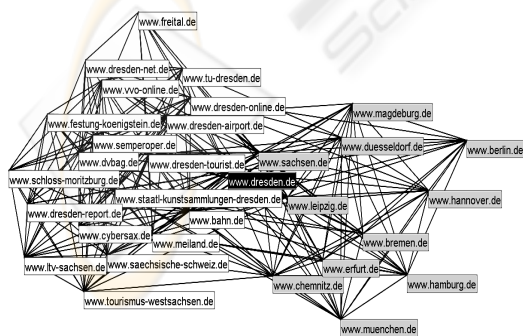 www.freital.de
www.dresden-net.de
www.tu-dresden.de
www.vvo-online.de
www.dresden-online.de
www.magdeburg.de
www.festung-koenigstein.de
www.dresden-airport.de
www.semperoper.de
www.duesseldorf.de
www.berlin.de
www.dvbag.de
www.dresden-tourist.de
www.sachsen.de
www.schloss-moritzburg.de
www.dresden.de
www.staatl-kunstsammlungen-dresden.de
www.leipzig.de
www.hannover.de
www.dresden-report.de
www.bahn.de
www.cybersax.de
www.meiland.de
www.bremen.de
www.ltv-sachsen.de
www.saechsische-schweiz.de
www.erfurt.de
www.chemnitz.de
www.hamburg.de
www.tourismus-westsachsen.de
www.muenchen.de